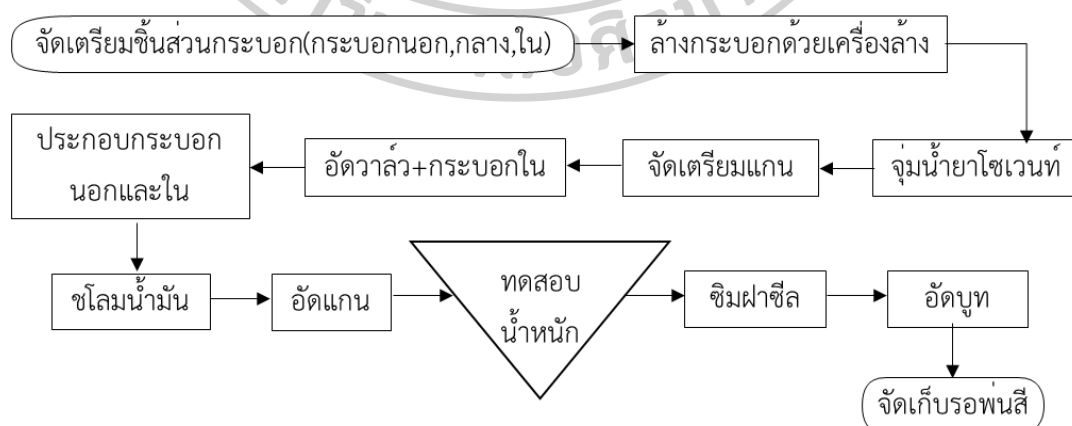 จัดเตรียมชิ้นส่วนกระบอก(กระบอกนอก,กลาง,ใน)
ล้างกระบอกด้วยเครื่องล้าง
จุ่มน้ำยาโซเวนท์
จัดเตรียมแกน
อัดวาล์ว+กระบอกใน
ประกอบกระบอก
นอกและใน
ชโลมน้ำมัน
อัดแกน
ทดสอบ
น้ำหนัก
ซิมฝาซีล
อัดบูท
จัดเก็บรอพ่นสี